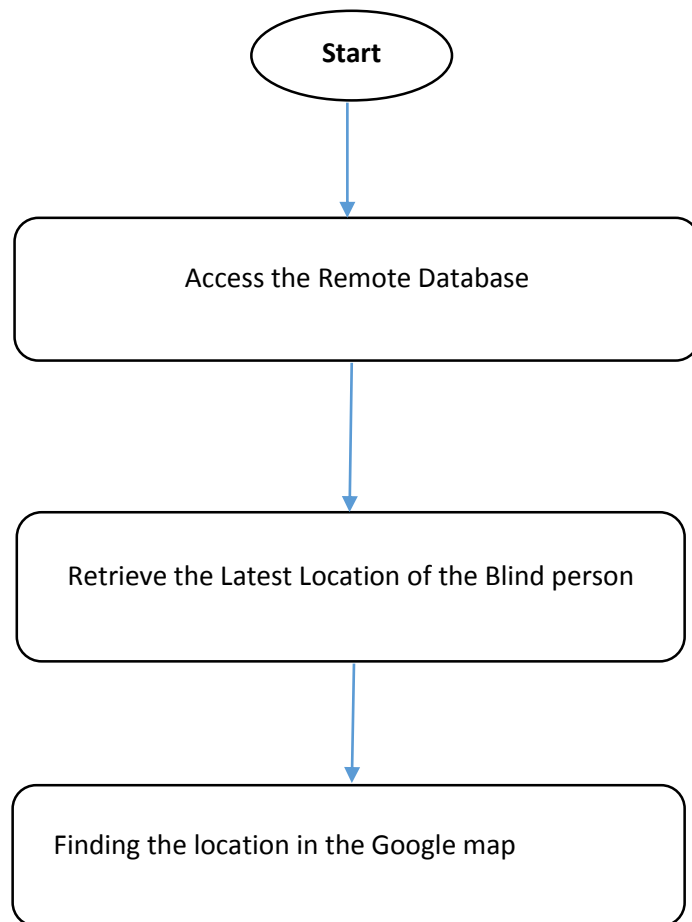 Start
Access the Remote Database
Retrieve the Latest Location of the Blind person
Finding the location in the Google map